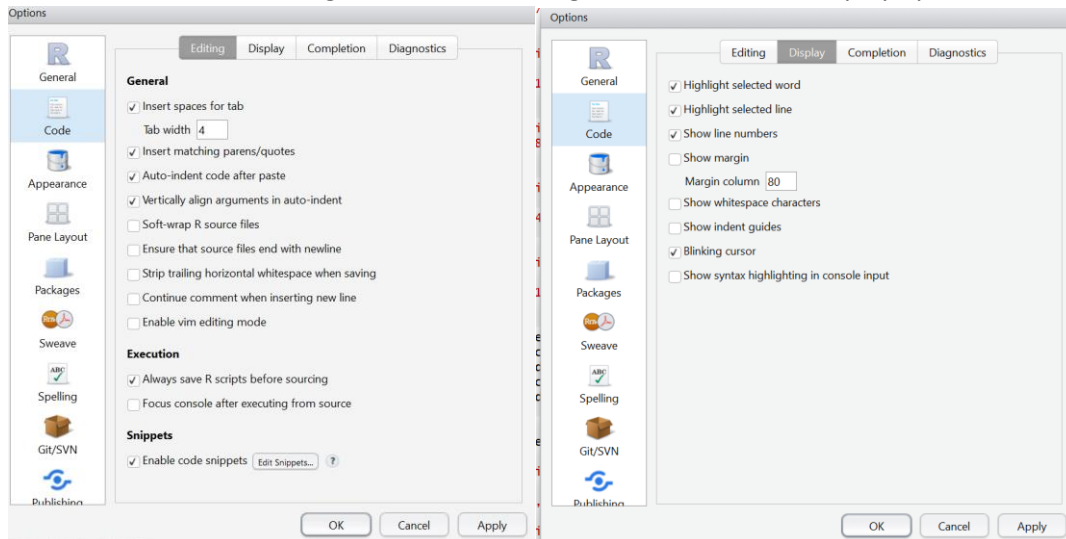 Options
Editing Display Completion Diagnostics
R
General
Code
Appearance
Pane Layout
Packages
Sweave
ABC
Spelling
Git/SVN
Publishing
General
Insert spaces for tab
Tab width 4
Insert matching parens/quotes
Auto-indent code after paste
Vertically align arguments in auto-indent
Soft-wrap R source files
Ensure that source files end with newline
Strip trailing horizontal whitespace when saving
Continue comment when inserting new line
Enable vim editing mode
Execution
Always save R scripts before sourcing
Focus console after executing from source
Snippets
Enable code snippets Edit Snippets... ?
OK Cancel Apply
Options
Editing Display Completion Diagnostics
R
General
Code
Appearance
Pane Layout
Packages
Sweave
ABC
Spelling
Git/SVN
Publishing
Highlight selected word
Highlight selected line
Show line numbers
Show margin
Margin column 80
Show whitespace characters
Show indent guides
Blinking cursor
Show syntax highlighting in console input
OK Cancel Apply